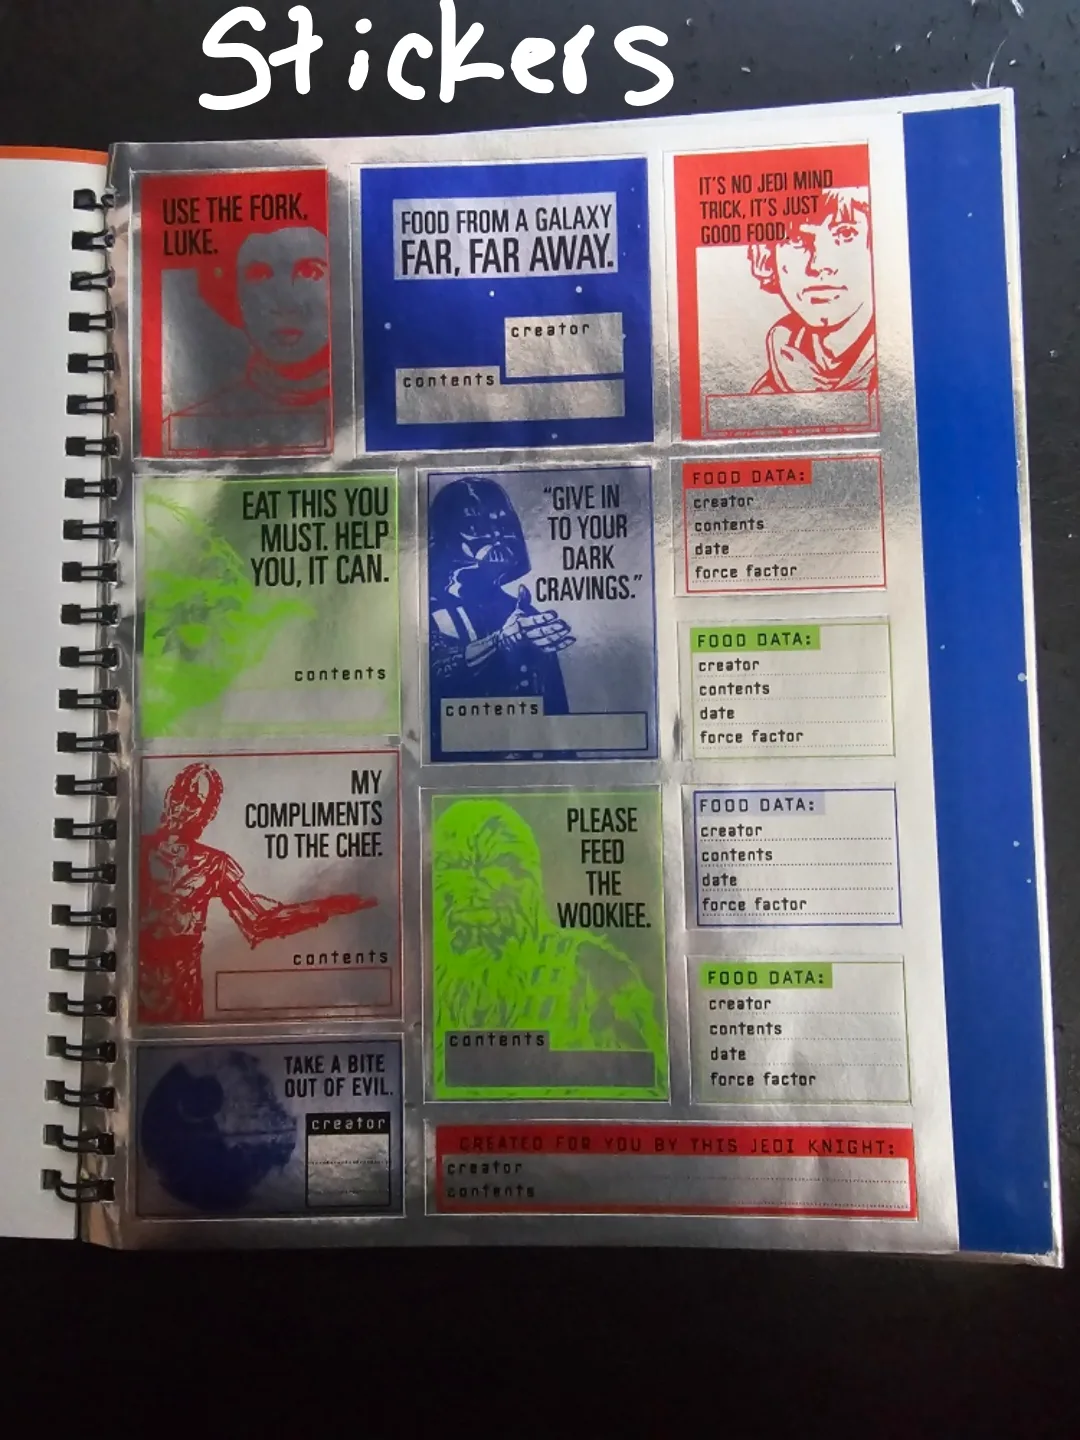 Stickers
USE THE FORK,
LUKE.
FOOD FROM A GALAXY
FAR, FAR AWAY.
creator
contents
IT'S NO JEDI MIND
TRICK, IT'S JUST
GOOD FOOD.
EAT THIS YOU
MUST. HELP
YOU, IT CAN.
contents
"GIVE IN
TO YOUR
DARK
CRAVINGS."
contents
FOOD DATA:
creator
contents
date
force factor
FOOD DATA:
creator
contents
date
force factor
MY
COMPLIMENTS
TO THE CHEF.
contents
PLEASE
FEED
THE
WOOKIEE.
contents
FOOD DATA:
creator
contents
date
force factor
FOOD DATA:
creator
contents
date
force factor
TAKE A BITE
OUT OF EVIL.
creator
CREATED FOR YOU BY THIS JEDI KNIGHT:
creator
contents